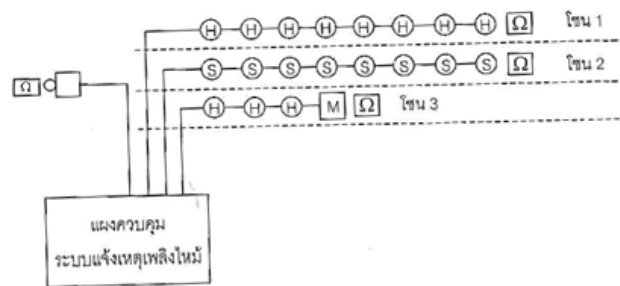 H H H H H H H H Ω โซน 1
S S S S S S S S Ω โซน 2
Ω
H H H M Ω โซน 3
แผงควบคุม
ระบบแจ้งเหตุเพลิงไหม้